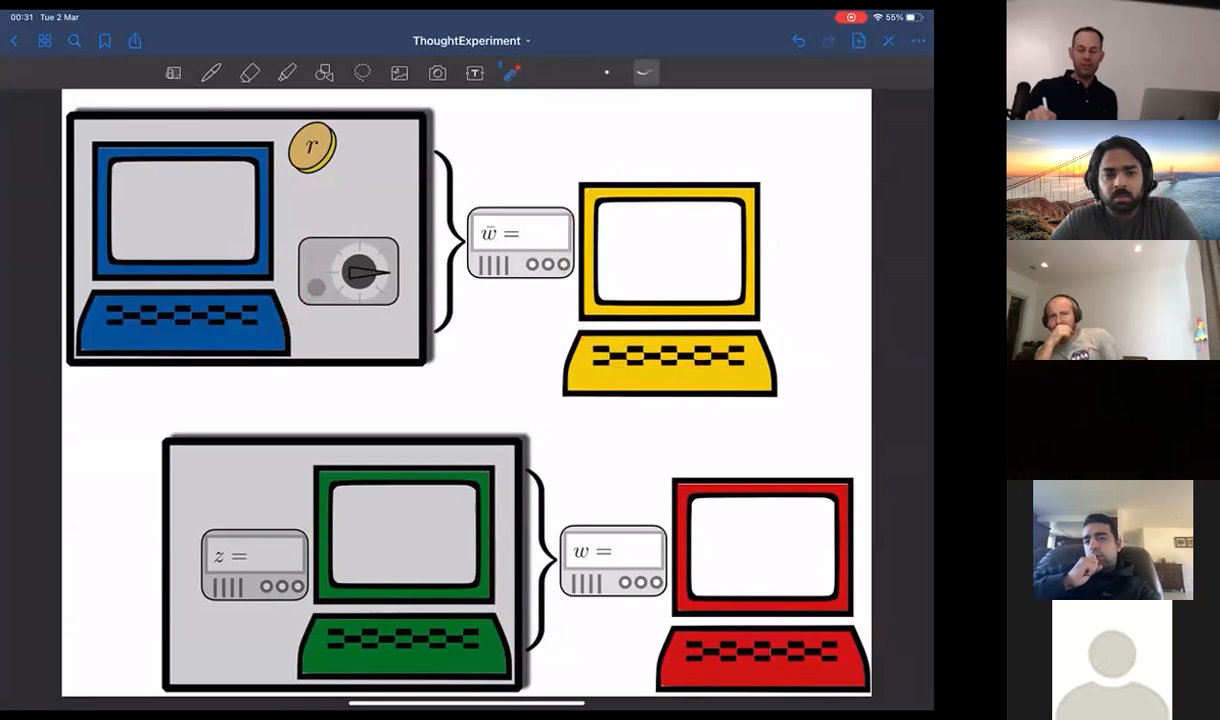 00:31 Tue 2 Mar
55%
ThoughtExperiment
T
r
w̄ =
z =
w =